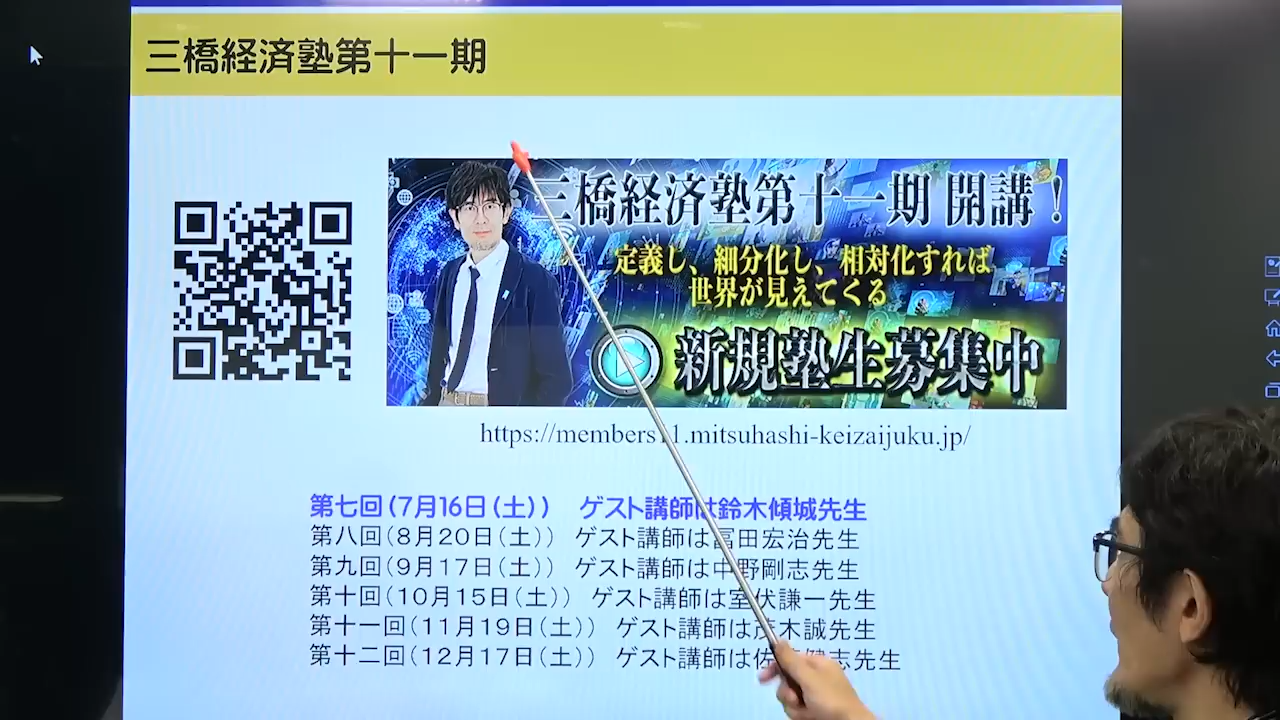 三橋経済塾第十一期
三橋経済塾第十一期 開講！
定義し、細分化し、相対化すれば
世界が見えてくる
新規塾生募集中
https://members11.mitsuhashi-keizaijuku.jp/
第七回(7月16日(土)) ゲスト講師は鈴木傾城先生
第八回(8月20日(土)) ゲスト講師は冨田宏治先生
第九回(9月17日(土)) ゲスト講師は中野剛志先生
第十回(10月15日(土)) ゲスト講師は室伏謙一先生
第十一回(11月19日(土)) ゲスト講師は茂木誠先生
第十二回(12月17日(土)) ゲスト講師は佐 健志先生